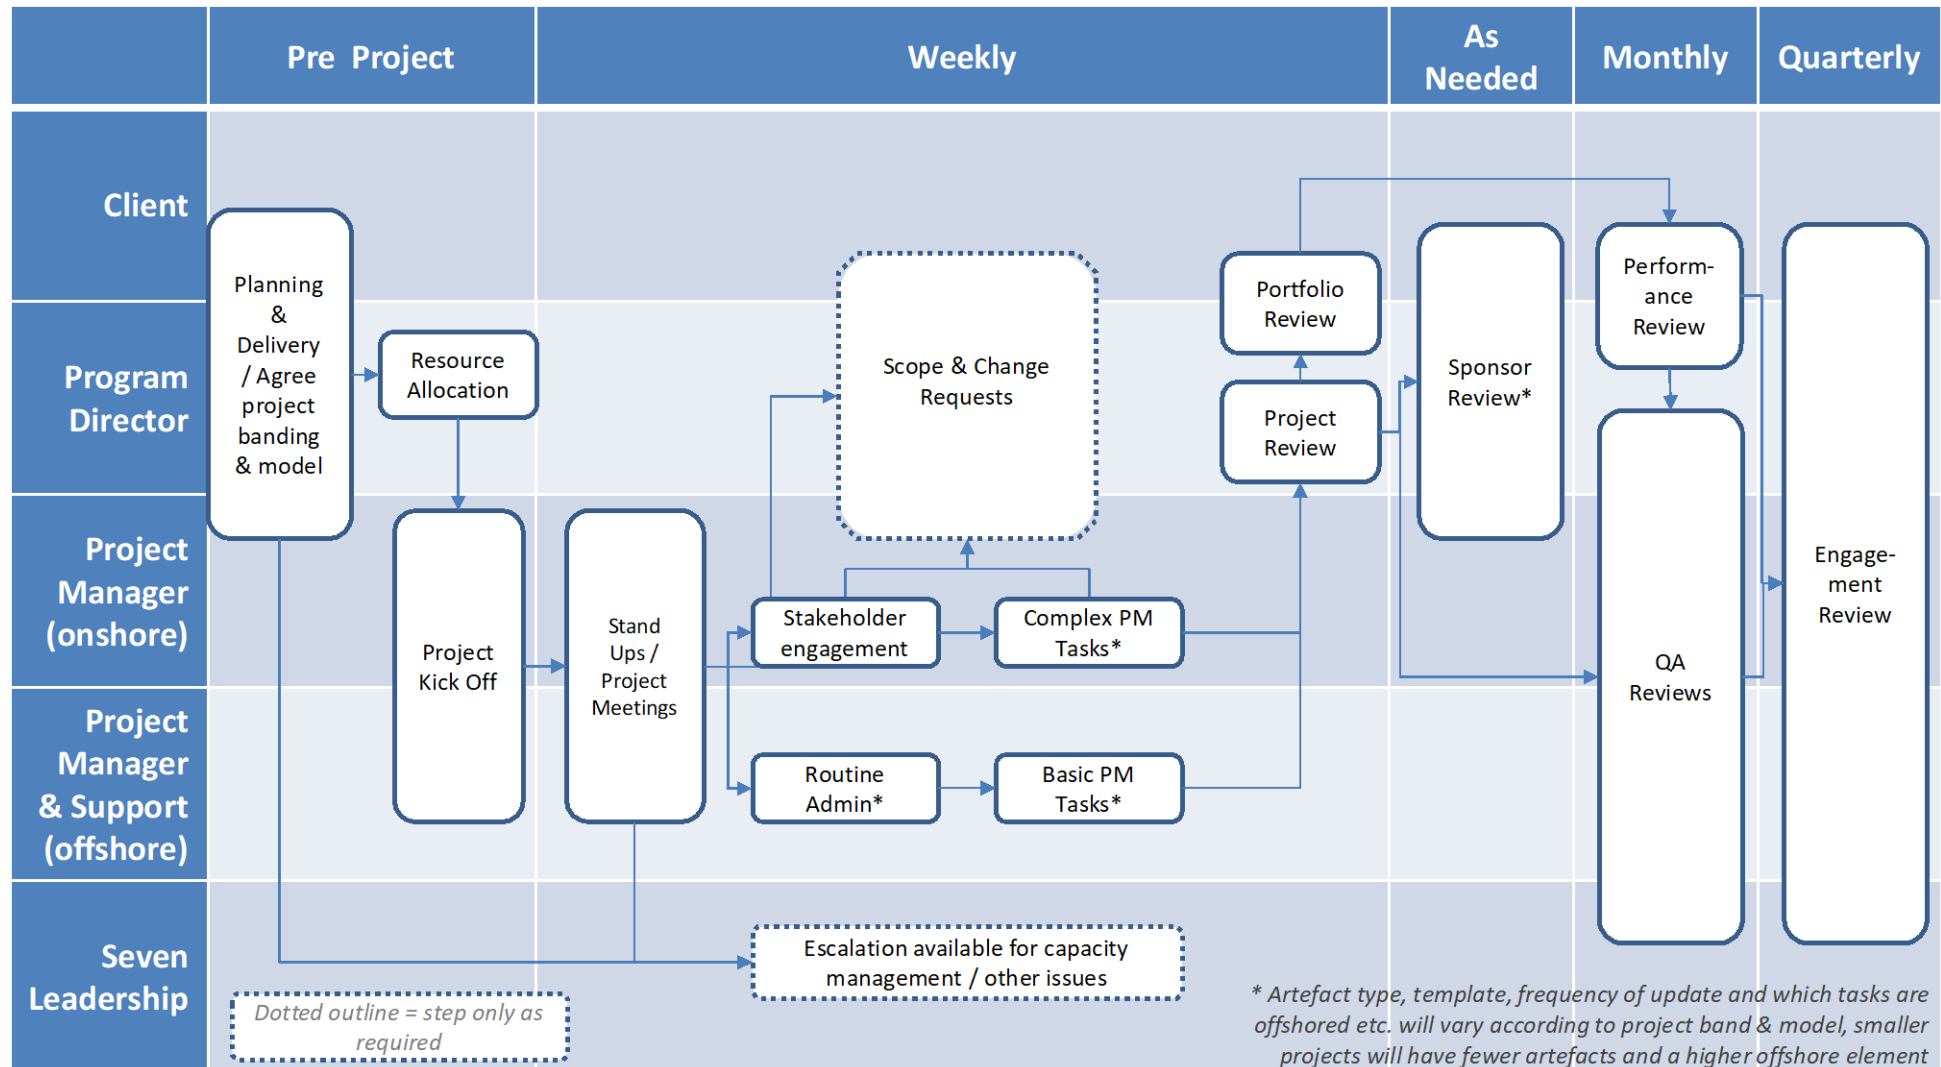 Pre Project
Weekly
As
Needed
Monthly
Quarterly
Client
Program
Director
Project
Manager
(onshore)
Project
Manager
& Support
(offshore)
Seven
Leadership
Planning
&
Delivery
/ Agree
project
banding
& model
Resource
Allocation
Project
Kick Off
Stand
Ups /
Project
Meetings
Scope & Change
Requests
Stakeholder
engagement
Complex PM
Tasks*
Routine
Admin*
Basic PM
Tasks*
Portfolio
Review
Project
Review
Sponsor
Review*
Perform-
ance
Review
QA
Reviews
Engage-
ment
Review
Escalation available for capacity
management / other issues
Dotted outline = step only as
required
* Artefact type, template, frequency of update and which tasks are
offshored etc. will vary according to project band & model, smaller
projects will have fewer artefacts and a higher offshore element